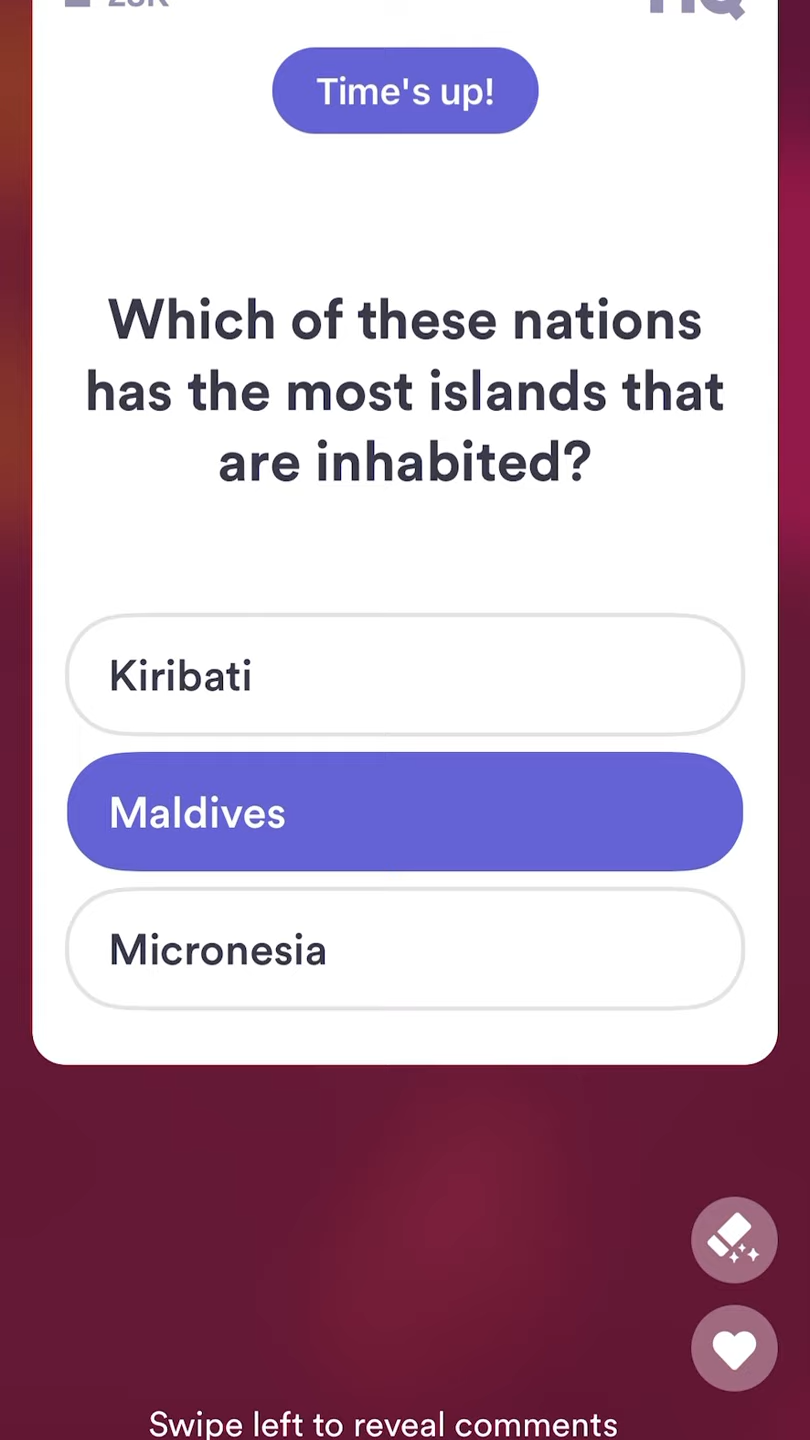 Time's up!
Which of these nations
has the most islands that
are inhabited?
Kiribati
Maldives
Micronesia
Swipe left to reveal comments